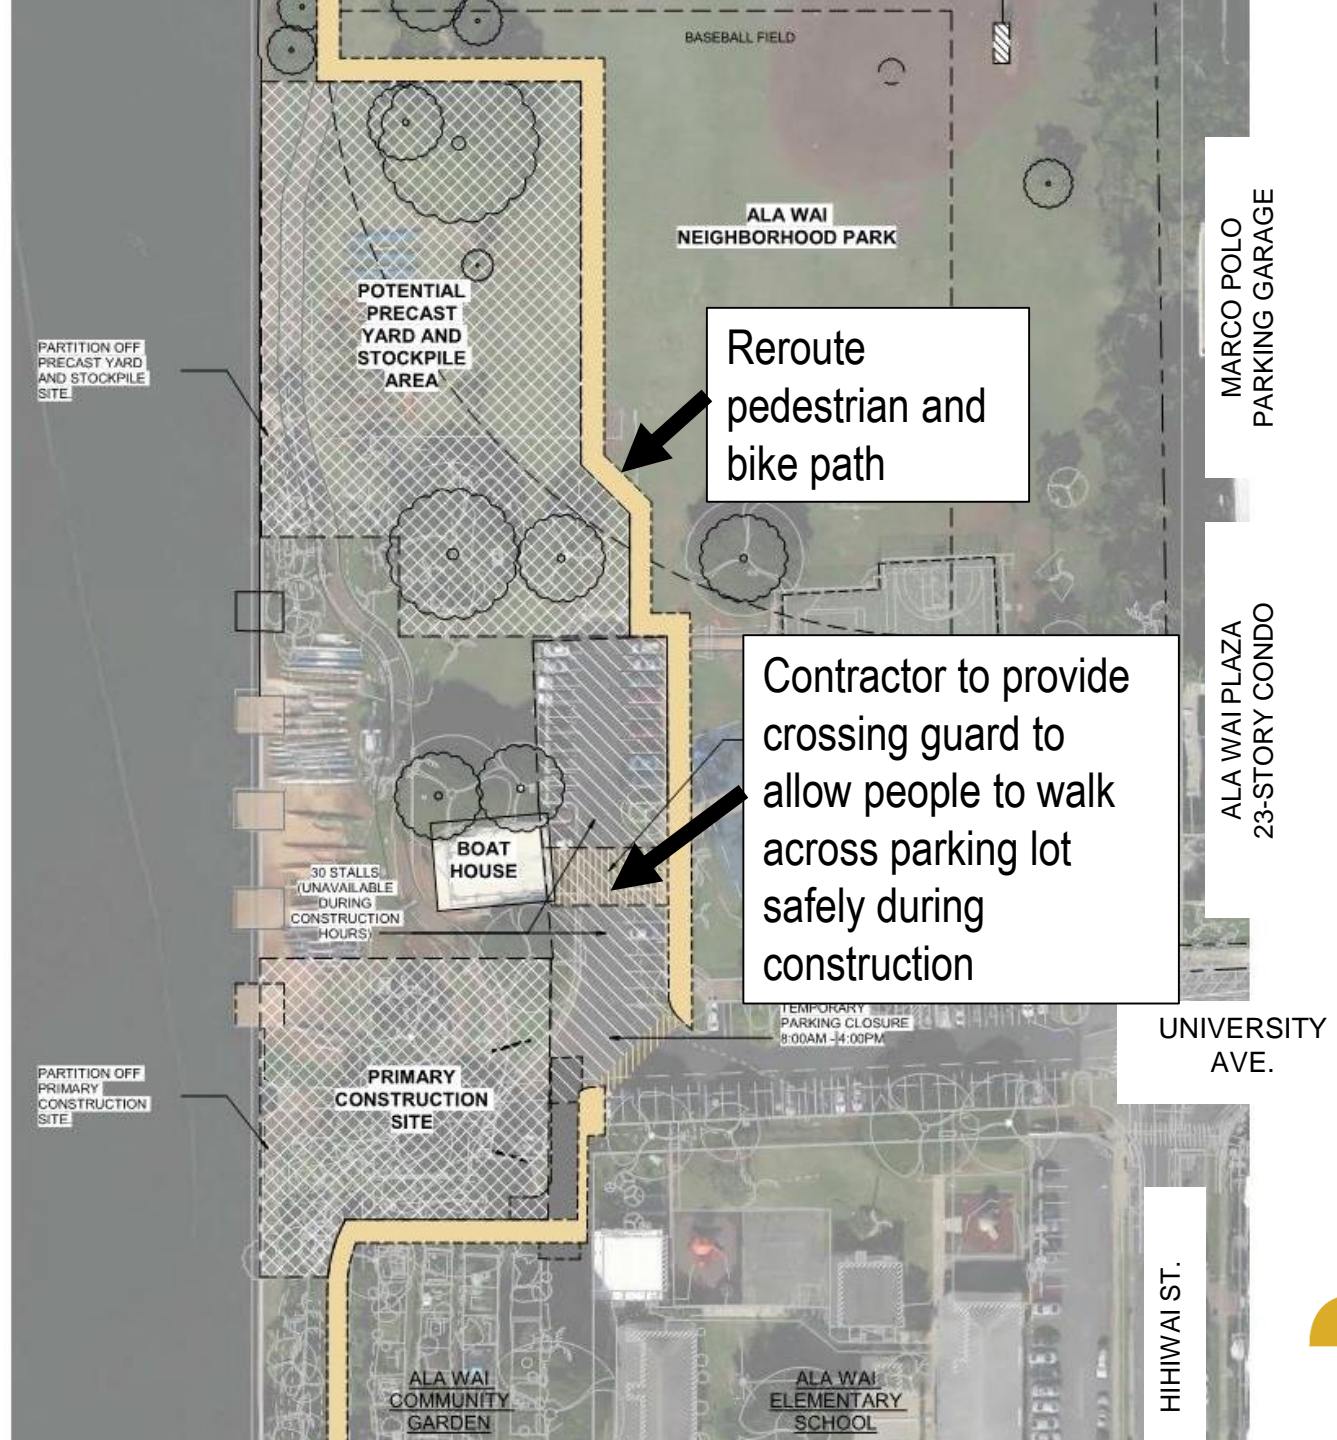 BASEBALL FIELD
ALA WAI
NEIGHBORHOOD PARK
MARCO POLO
PARKING GARAGE
POTENTIAL
PRECAST
YARD AND
STOCKPILE
AREA
PARTITION OFF
PRECAST YARD
AND STOCKPILE
SITE.
Reroute
pedestrian and
bike path
ALA WAI PLAZA
23-STORY CONDO
Contractor to provide
crossing guard to
allow people to walk
across parking lot
safely during
construction
BOAT
HOUSE
30 STALLS
(UNAVAILABLE
DURING
CONSTRUCTION
HOURS)
TEMPORARY
PARKING CLOSURE
8:00AM - 4:00PM
UNIVERSITY
AVE.
PARTITION OFF
PRIMARY
CONSTRUCTION
SITE.
PRIMARY
CONSTRUCTION
SITE
HIHIWAI ST.
ALA WAI
COMMUNITY
GARDEN
ALA WAI
ELEMENTARY
SCHOOL